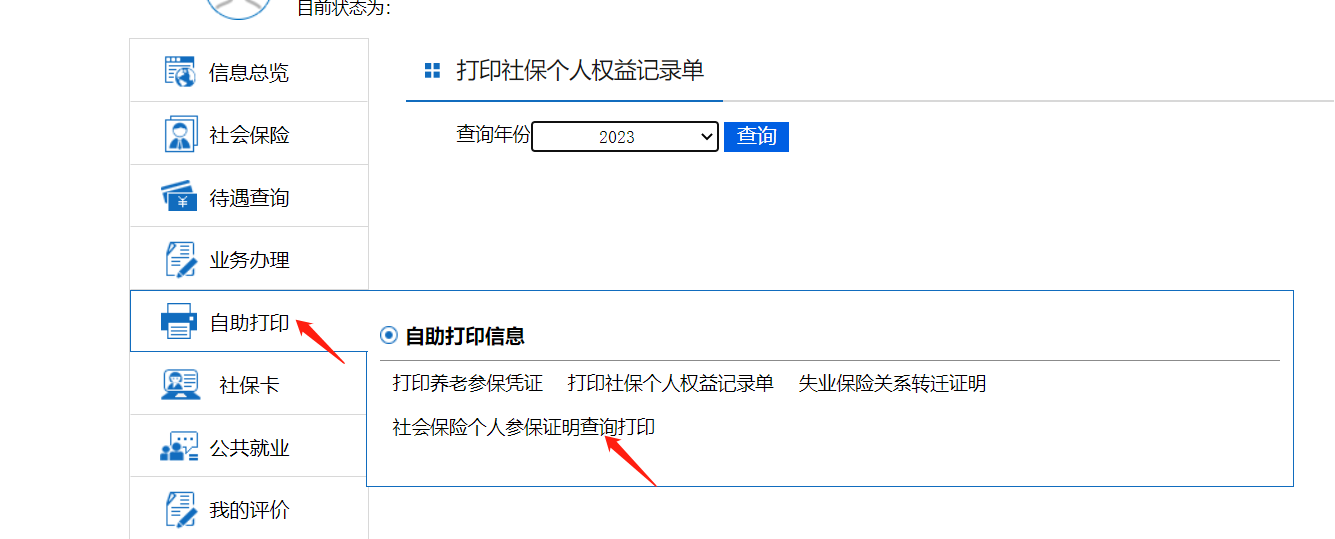 目前状态为：
信息总览
社会保险
待遇查询
业务办理
自助打印
社保卡
公共就业
我的评价
打印社保个人权益记录单
查询年份 2023 查询
自助打印信息
打印养老参保凭证 打印社保个人权益记录单 失业保险关系转迁证明
社会保险个人参保证明查询打印